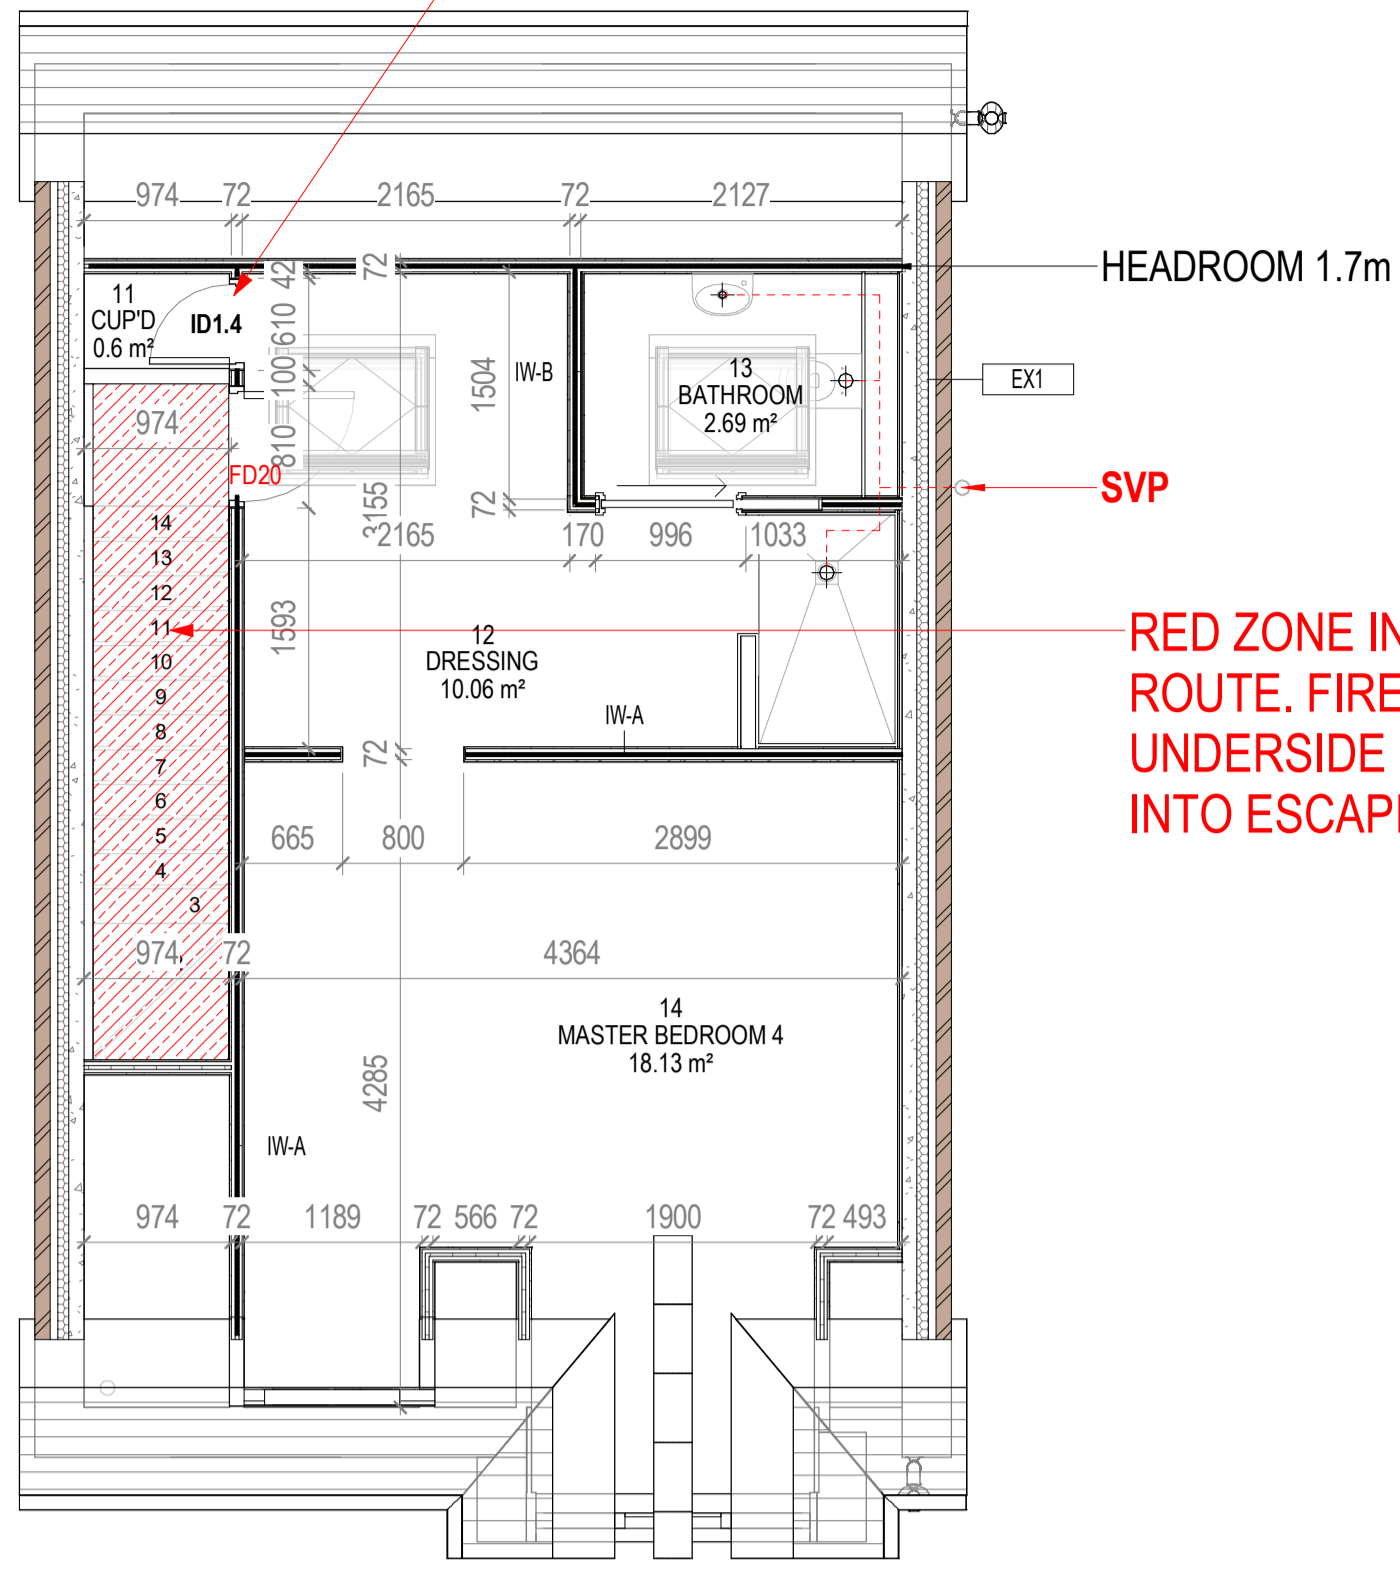 974 72 2165 72 2127
HEADROOM 1.7m
42
72
11
CUP'D
0.6 m²
ID1.4
610
100
810
1504
IW-B
13
BATHROOM
2.69 m²
EX1
974
FD20
3155
72
SVP
2165 170 996 1033
14
13
12
11
10
9
8
7
6
5
4
3
1593
12
DRESSING
10.06 m²
IW-A
72
RED ZONE IN
ROUTE. FIRE
UNDERSIDE
INTO ESCAP
665 800 2899
974 72 4364
14
MASTER BEDROOM 4
18.13 m²
4285
IW-A
974 72 1189 72 566 72 1900 72 493